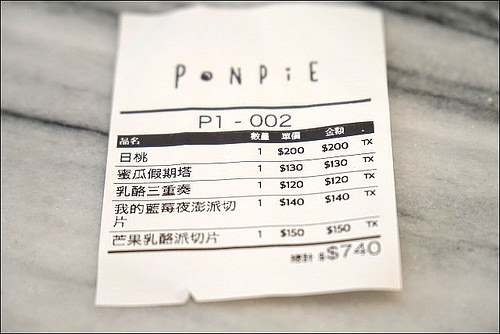 PONPIE
P1 - 002
品名 數量 單價 金額
日桃 1 $200 $200 TX
蜜瓜假期塔 1 $130 $130 TX
乳酪三重奏 1 $120 $120 TX
我的藍莓夜澎派切 1 $140 $140 TX
片
芒果乳酪派切片 1 $150 $150 TX
總計 $$740